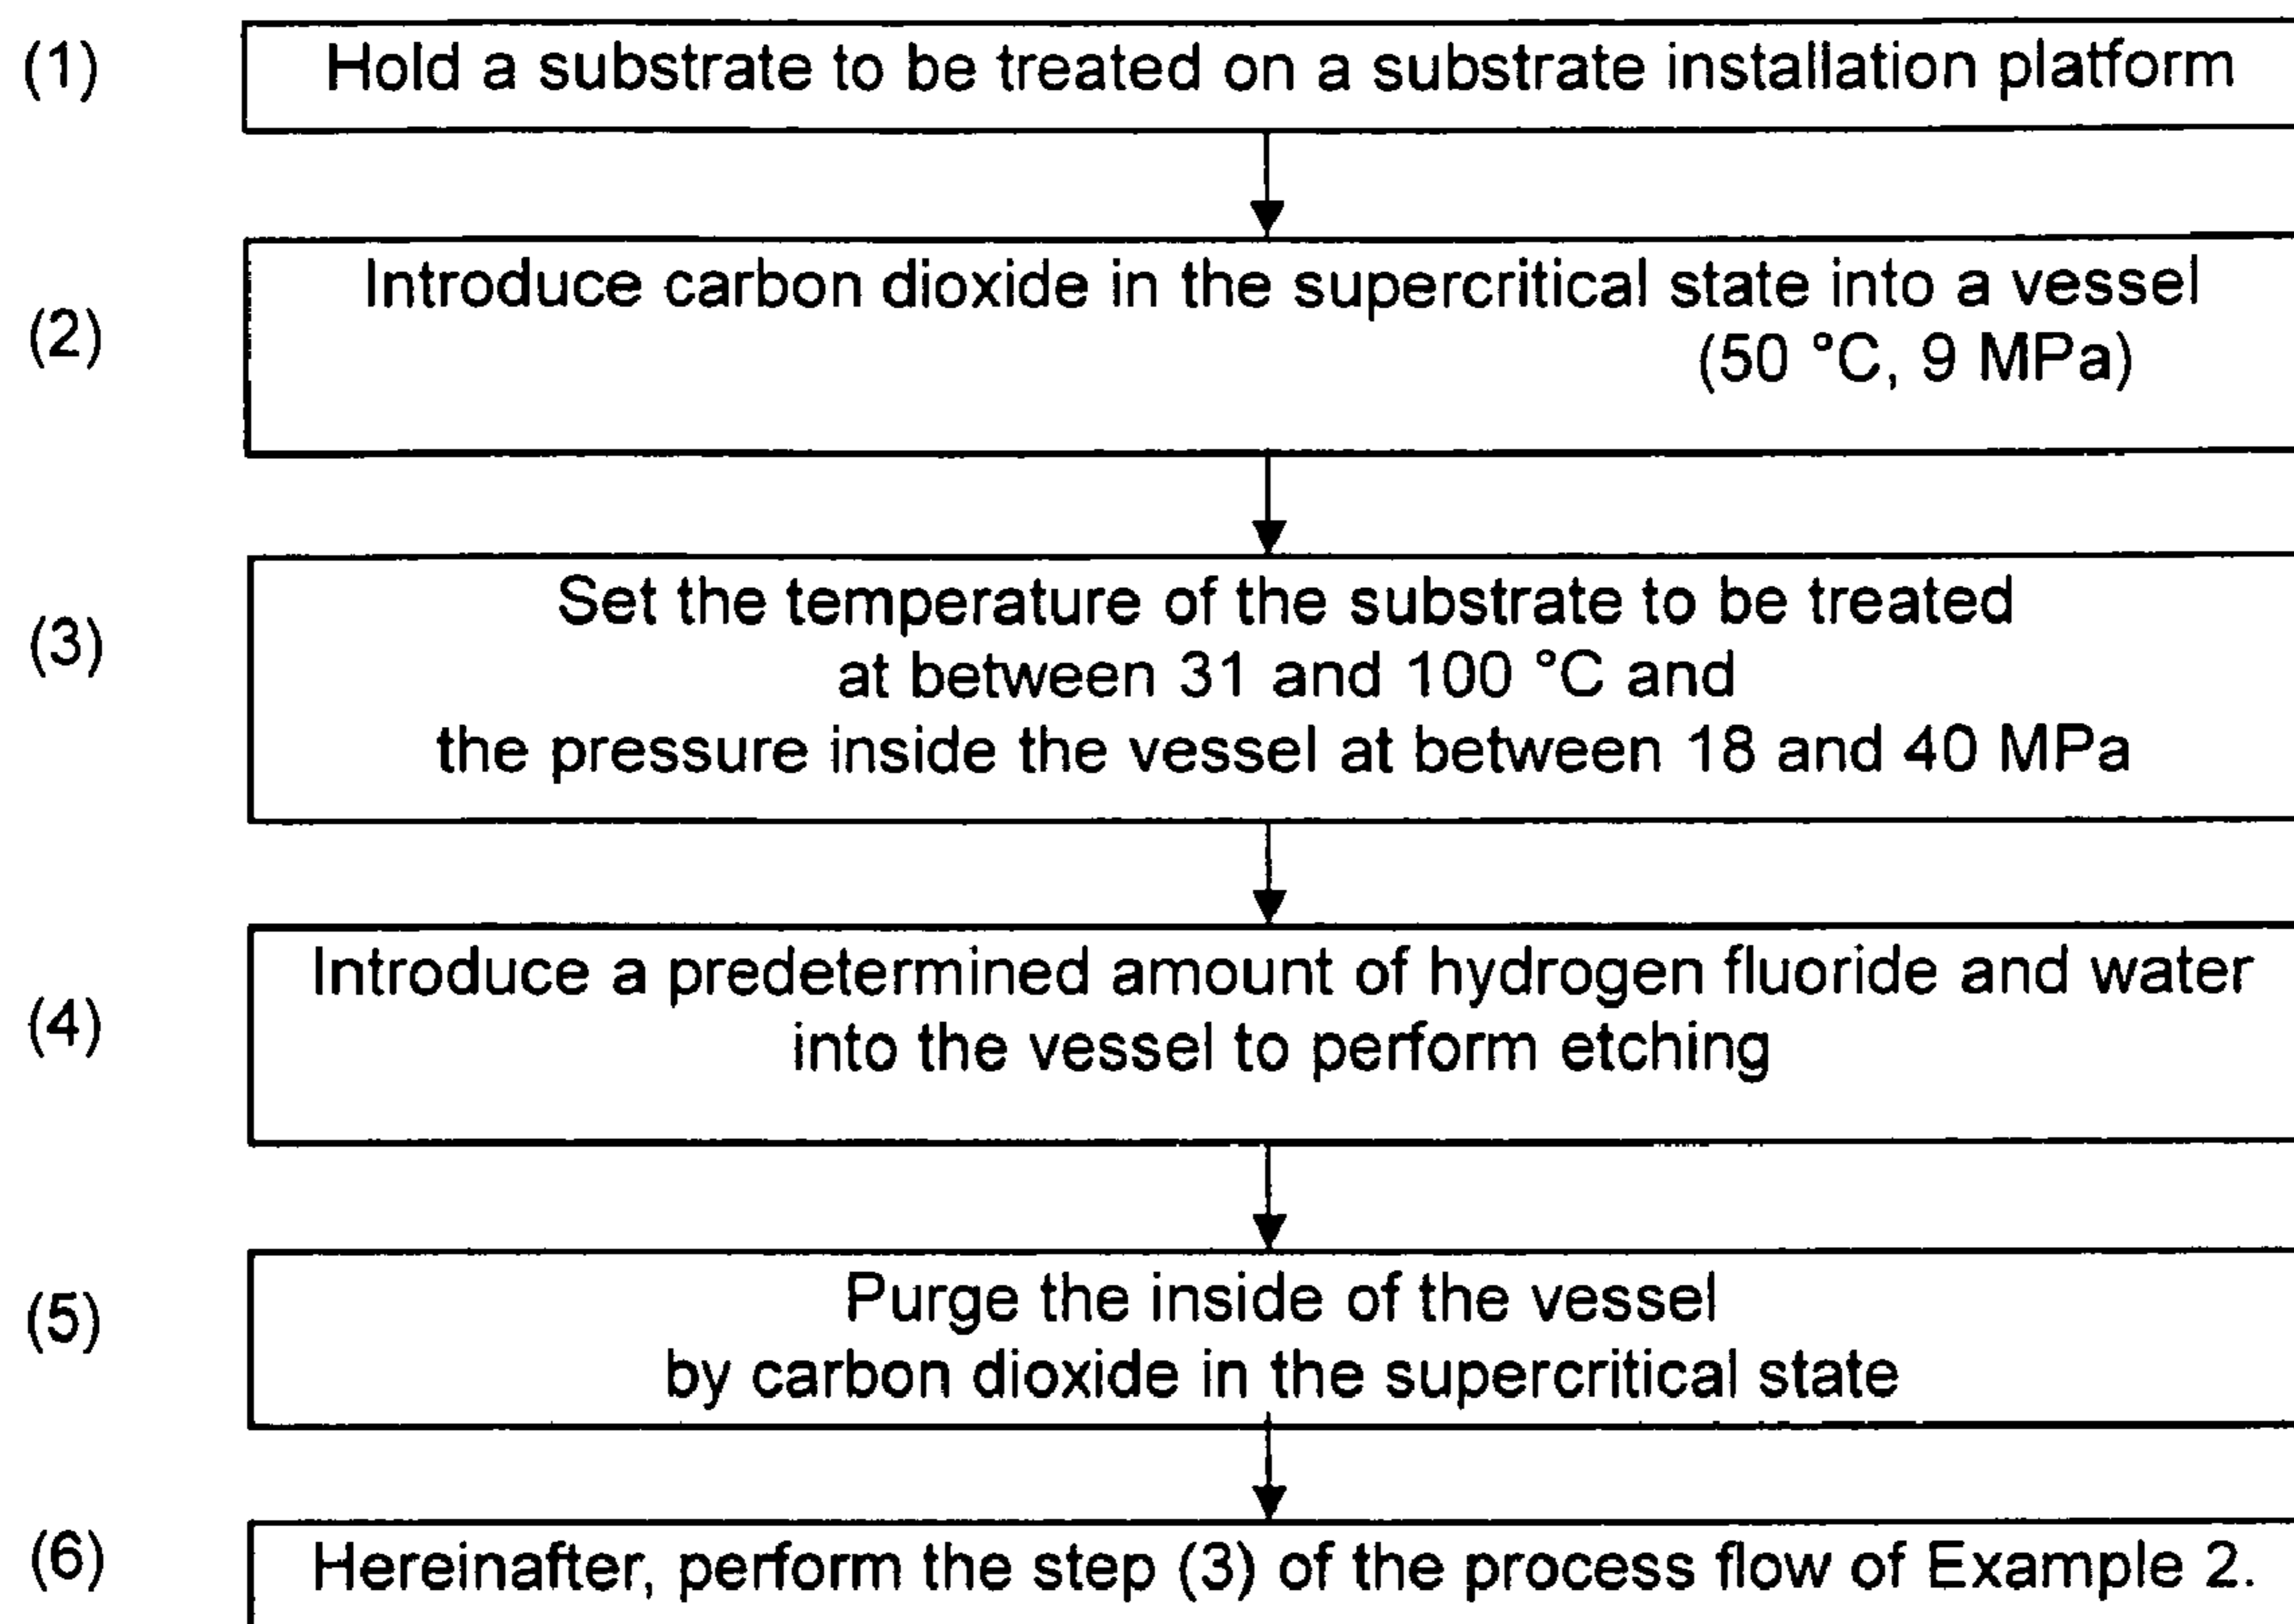 (1) Hold a substrate to be treated on a substrate installation platform
(2) Introduce carbon dioxide in the supercritical state into a vessel
(50 °C, 9 MPa)
(3) Set the temperature of the substrate to be treated
at between 31 and 100 °C and
the pressure inside the vessel at between 18 and 40 MPa
(4) Introduce a predetermined amount of hydrogen fluoride and water
into the vessel to perform etching
(5) Purge the inside of the vessel
by carbon dioxide in the supercritical state
(6) Hereinafter, perform the step (3) of the process flow of Example 2.